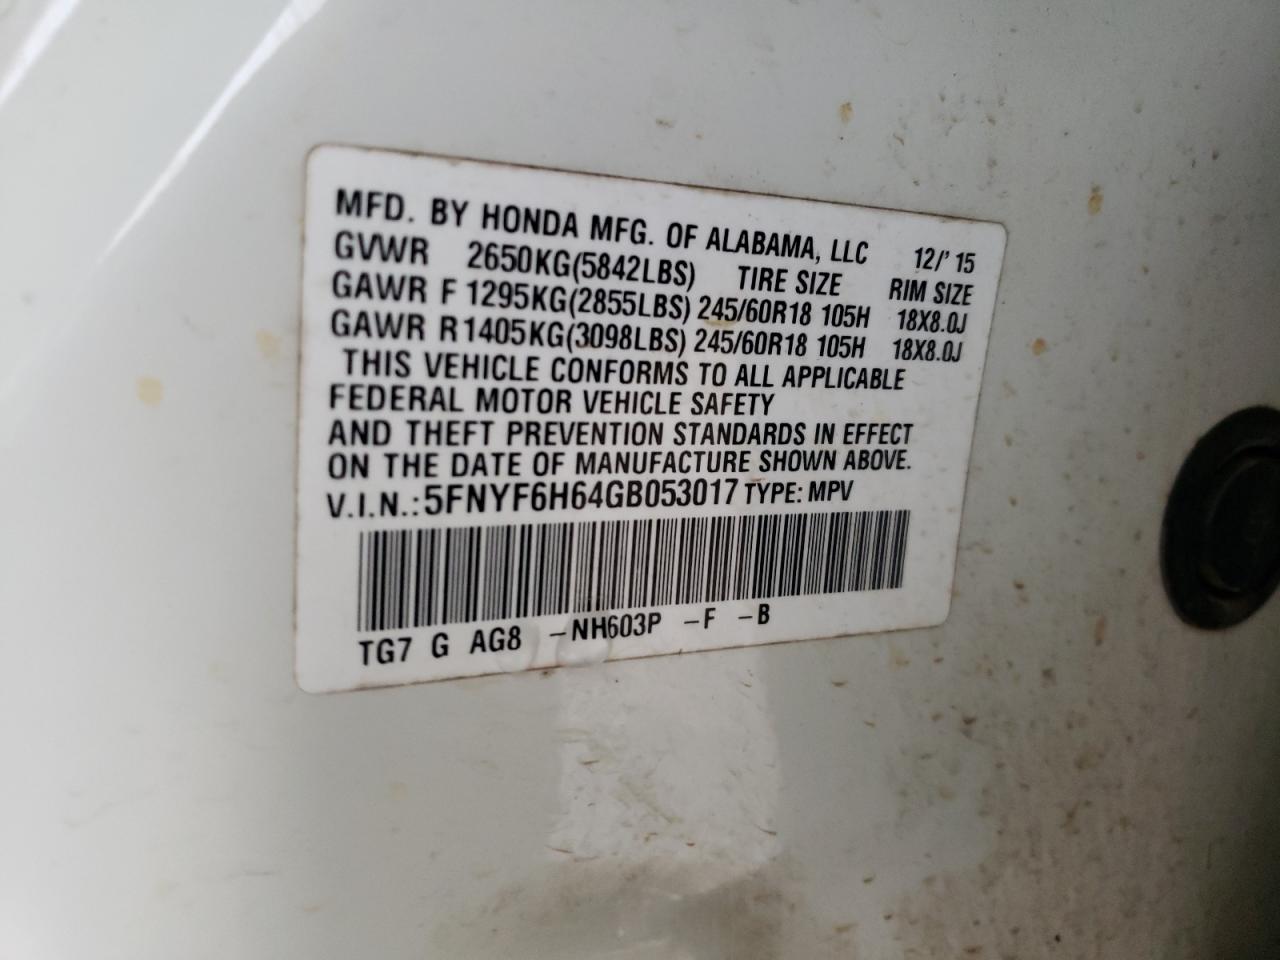 MFD. BY HONDA MFG. OF ALABAMA, LLC 12/' 15
GVWR 2650KG(5842LBS) TIRE SIZE RIM SIZE
GAWR F 1295KG(2855LBS) 245/60R18 105H 18X8.0J
GAWR R 1405KG(3098LBS) 245/60R18 105H 18X8.0J
THIS VEHICLE CONFORMS TO ALL APPLICABLE
FEDERAL MOTOR VEHICLE SAFETY
AND THEFT PREVENTION STANDARDS IN EFFECT
ON THE DATE OF MANUFACTURE SHOWN ABOVE.
V.I.N.: 5FNYF6H64GB053017 TYPE: MPV
TG7 G AG8 -NH603P -F -B